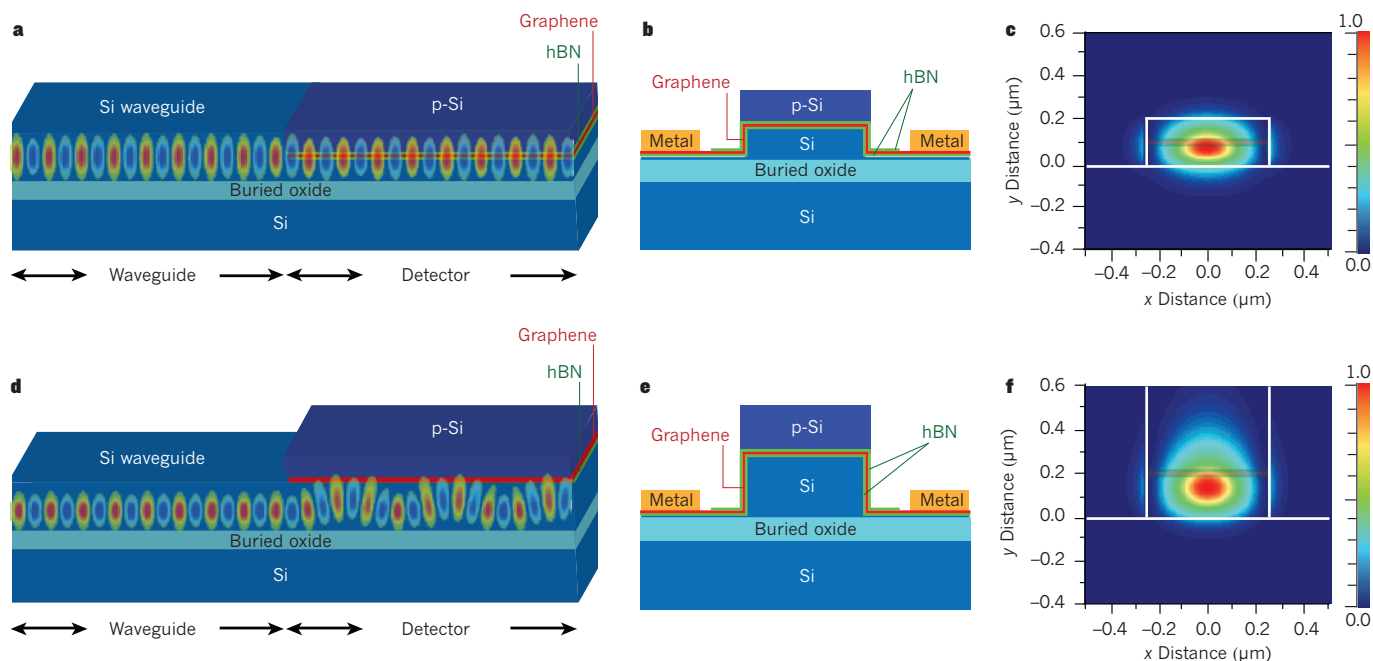 a
Graphene
hBN
Si waveguide
p-Si
Buried oxide
Si
Waveguide
Detector
b
Graphene
hBN
p-Si
Metal
Si
Metal
Buried oxide
Si
c
1.0
0.6
0.4
0.2
0.0
−0.2
−0.4
y Distance (μm)
−0.4 −0.2 0.0 0.2 0.4
x Distance (μm)
0.0
d
Graphene
hBN
Si waveguide
p-Si
Buried oxide
Si
Waveguide
Detector
e
Graphene
hBN
p-Si
Si
Metal
Metal
Buried oxide
Si
f
1.0
0.6
0.4
0.2
0.0
−0.2
−0.4
y Distance (μm)
−0.4 −0.2 0.0 0.2 0.4
x Distance (μm)
0.0